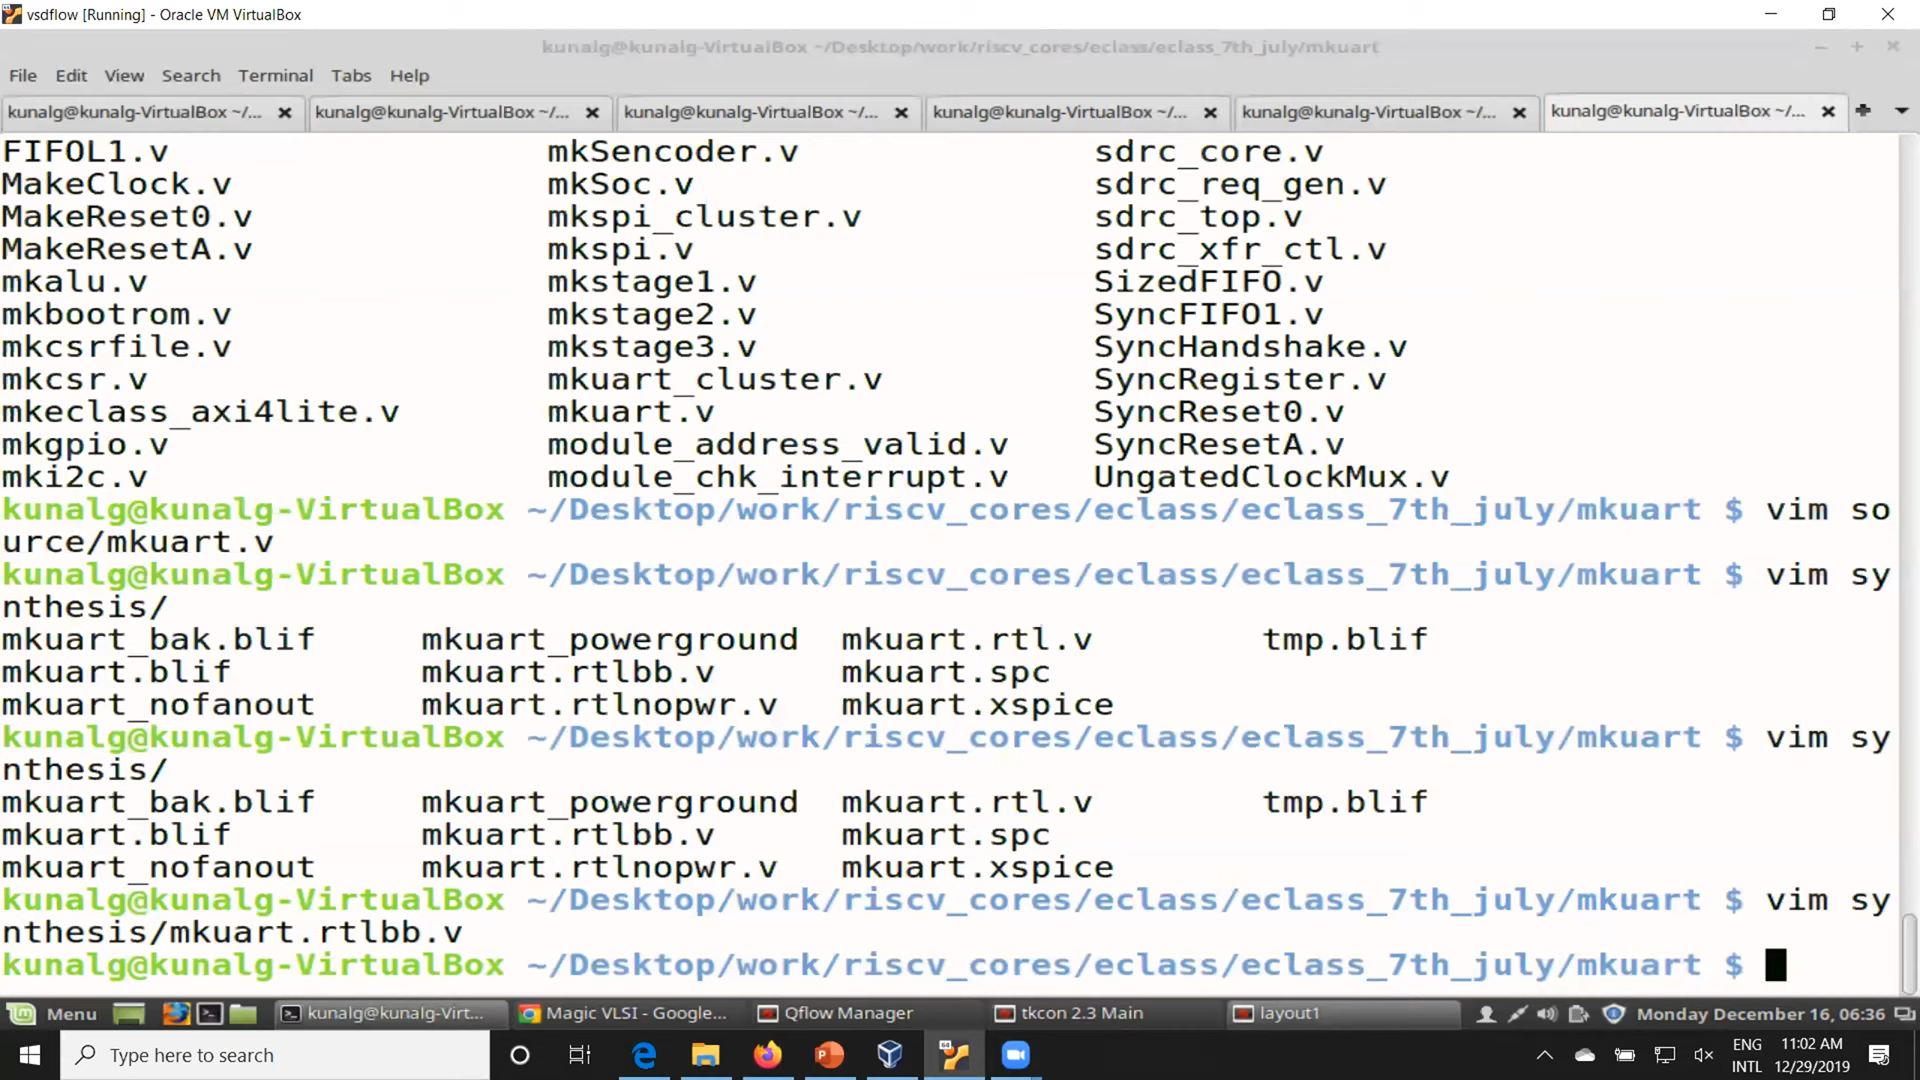 vsdflow [Running] - Oracle VM VirtualBox
kunalg@kunalg-VirtualBox ~/Desktop/work/riscv_cores/eclass/eclass_7th_july/mkuart
File Edit View Search Terminal Tabs Help
kunalg@kunalg-VirtualBox ~/... kunalg@kunalg-VirtualBox ~/... kunalg@kunalg-VirtualBox ~/... kunalg@kunalg-VirtualBox ~/... kunalg@kunalg-VirtualBox ~/... kunalg@kunalg-VirtualBox ~/...
FIFOL1.v mkSencoder.v sdrc_core.v
MakeClock.v mkSoc.v sdrc_req_gen.v
MakeReset0.v mkspi_cluster.v sdrc_top.v
MakeResetA.v mkspi.v sdrc_xfr_ctl.v
mkalu.v mkstage1.v SizedFIFO.v
mkbootrom.v mkstage2.v SyncFIFO1.v
mkcsrfile.v mkstage3.v SyncHandshake.v
mkcsr.v mkuart_cluster.v SyncRegister.v
mkeclass_axi4lite.v mkuart.v SyncReset0.v
mkgpio.v module_address_valid.v SyncResetA.v
mki2c.v module_chk_interrupt.v UngatedClockMux.v
kunalg@kunalg-VirtualBox ~/Desktop/work/riscv_cores/eclass/eclass_7th_july/mkuart $ vim so
urce/mkuart.v
kunalg@kunalg-VirtualBox ~/Desktop/work/riscv_cores/eclass/eclass_7th_july/mkuart $ vim sy
nthesis/
mkuart_bak.blif mkuart_powerground mkuart.rtl.v tmp.blif
mkuart.blif mkuart.rtlbb.v mkuart.spc
mkuart_nofanout mkuart.rtlnopwr.v mkuart.xspice
kunalg@kunalg-VirtualBox ~/Desktop/work/riscv_cores/eclass/eclass_7th_july/mkuart $ vim sy
nthesis/
mkuart_bak.blif mkuart_powerground mkuart.rtl.v tmp.blif
mkuart.blif mkuart.rtlbb.v mkuart.spc
mkuart_nofanout mkuart.rtlnopwr.v mkuart.xspice
kunalg@kunalg-VirtualBox ~/Desktop/work/riscv_cores/eclass/eclass_7th_july/mkuart $ vim sy
nthesis/mkuart.rtlbb.v
kunalg@kunalg-VirtualBox ~/Desktop/work/riscv_cores/eclass/eclass_7th_july/mkuart $
Menu kunalg@kunalg-Virt... Magic VLSI - Google... Qflow Manager tkcon 2.3 Main layout1 Monday December 16, 06:36
Type here to search ENG 11:02 AM
INTL 12/29/2019